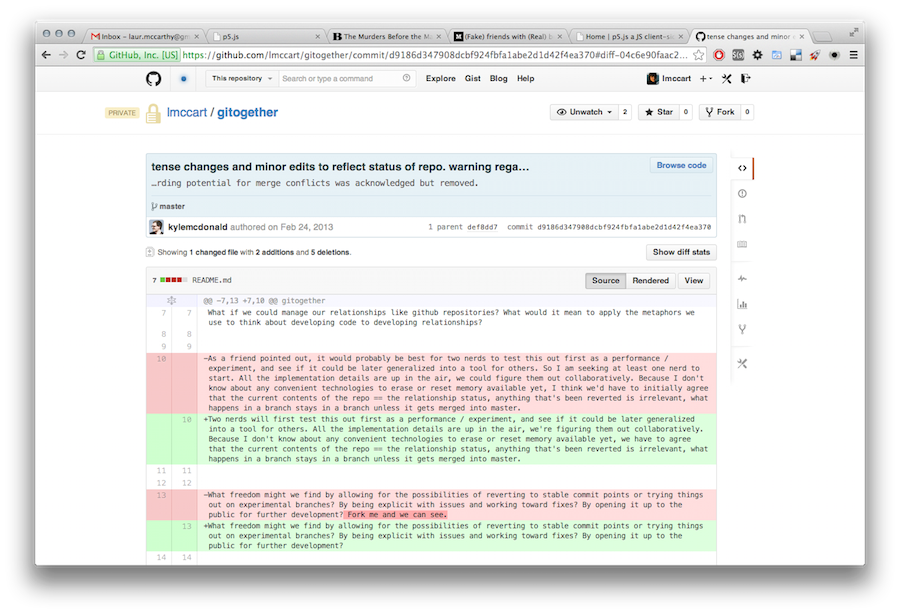 Inbox – laur.mccarthy@gm
p5.js
The Murders Before the Ma
(Fake) friends with (Real) b
Home | p5.js a JS client-sid
tense changes and minor e
GitHub, Inc. [US] https://github.com/lmccart/gitogether/commit/d9186d347908dcbf924fbfa1abe2d1d42f4ea370#diff-04c6e90faac2…
This repository Search or type a command Explore Gist Blog Help lmccart
PRIVATE lmccart / gitogether Unwatch 2 Star 0 Fork 0
tense changes and minor edits to reflect status of repo. warning rega… Browse code
…rding potential for merge conflicts was acknowledged but removed.
master
kylemcdonald authored on Feb 24, 2013 1 parent def8dd7 commit d9186d347908dcbf924fbfa1abe2d1d42f4ea370
Showing 1 changed file with 2 additions and 5 deletions. Show diff stats
7 README.md Source Rendered View
@@ -7,13 +7,10 @@ gitogether
7 7 What if we could manage our relationships like github repositories? What would it mean to apply the metaphors we
use to think about developing code to developing relationships?
8 8
9 9
10 -As a friend pointed out, it would probably be best for two nerds to test this out first as a performance /
experiment, and see if it could be later generalized into a tool for others. So I am seeking at least one nerd to
start. All the implementation details are up in the air, we could figure them out collaboratively. Because I don't
know about any convenient technologies to erase or reset memory available yet, I think we'd have to initially agree
that the current contents of the repo == the relationship status, anything that's been reverted is irrelevant, what
happens in a branch stays in a branch unless it gets merged into master.
10 +Two nerds will first test this out first as a performance / experiment, and see if it could be later generalized
into a tool for others. All the implementation details are up in the air, we're figuring them out collaboratively.
Because I don't know about any convenient technologies to erase or reset memory available yet, we have to agree
that the current contents of the repo == the relationship status, anything that's been reverted is irrelevant, what
happens in a branch stays in a branch unless it gets merged into master.
11 11
12 12
13 -What freedom might we find by allowing for the possibilities of reverting to stable commit points or trying things
out on experimental branches? By being explicit with issues and working toward fixes? By opening it up to the
public for further development? Fork me and we can see.
13 +What freedom might we find by allowing for the possibilities of reverting to stable commit points or trying things
out on experimental branches? By being explicit with issues and working toward fixes? By opening it up to the
public for further development?
14 14